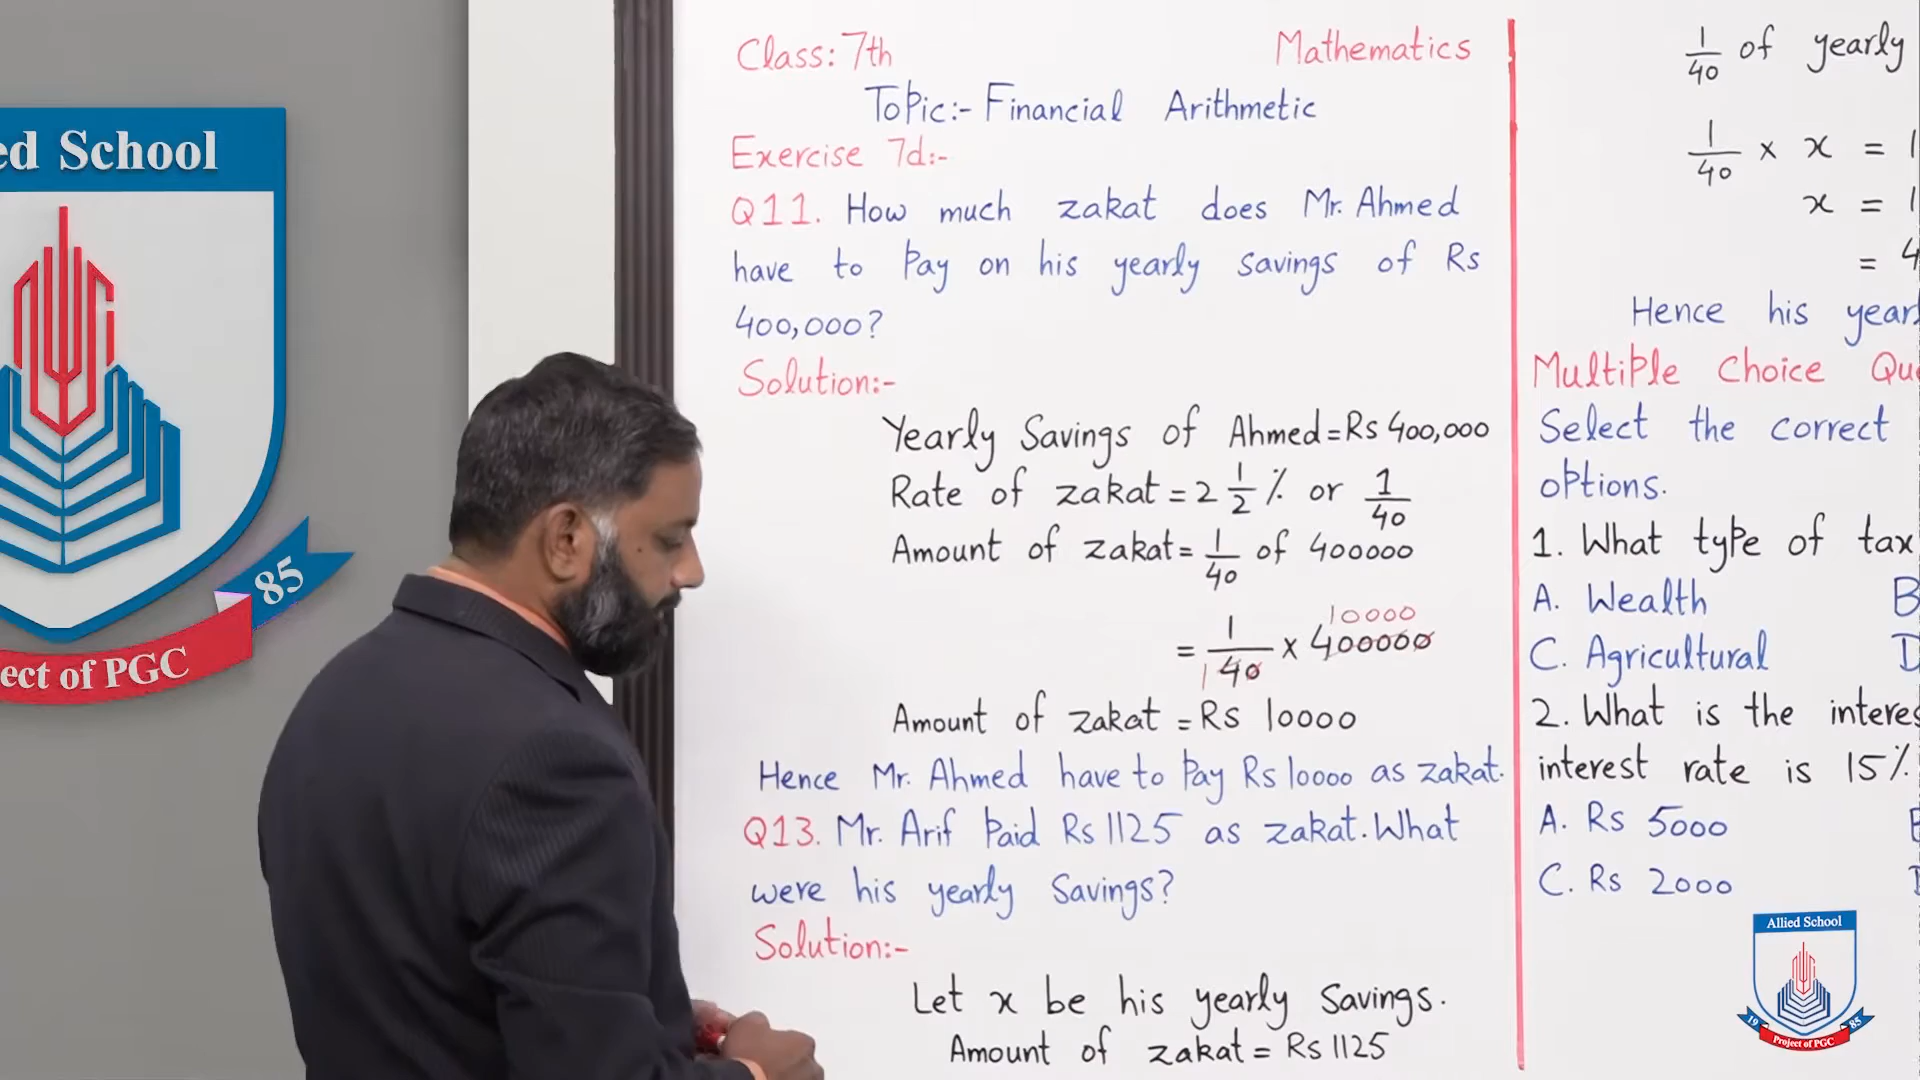 ed School
85
ect of PGC
Class: 7th Mathematics
Topic:- Financial Arithmetic
Exercise 7d:-
Q11. How much zakat does Mr. Ahmed
have to Pay on his yearly savings of Rs
400,000?
Solution:-
Yearly Savings of Ahmed = Rs 400,000
Rate of zakat = 2 1/2 % or 1/40
Amount of zakat = 1/40 of 400000
= 1/40 × 400000
1 10000
Amount of zakat = Rs 10000
Hence Mr. Ahmed have to Pay Rs 10000 as zakat.
Q13. Mr. Arif Paid Rs 1125 as zakat. What
were his yearly Savings?
Solution:-
Let x be his yearly Savings.
Amount of zakat = Rs 1125
1/40 of yearly
1/40 × x = 1
x = 1
= 4
Hence his year
Multiple Choice Que
Select the correct
options.
1. What type of tax
A. Wealth B
C. Agricultural D
2. What is the interes
interest rate is 15%.
A. Rs 5000
C. Rs 2000
Allied School
19 85
Project of PGC